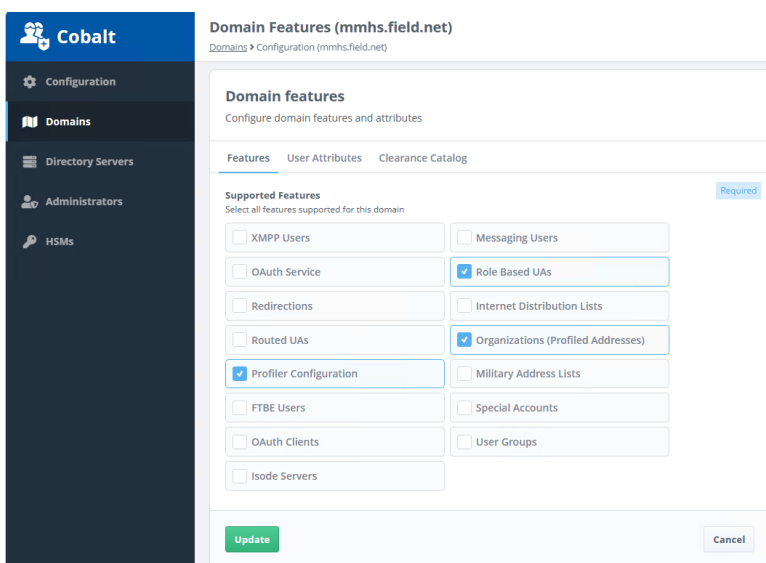 Cobalt
Configuration
Domains
Directory Servers
Administrators
HSMs
Domain Features (mmhs.field.net)
Domains > Configuration (mmhs.field.net)
Domain features
Configure domain features and attributes
Features User Attributes Clearance Catalog
Supported Features Required
Select all features supported for this domain
XMPP Users Messaging Users
OAuth Service Role Based UAs
Redirections Internet Distribution Lists
Routed UAs Organizations (Profiled Addresses)
Profiler Configuration Military Address Lists
FTBE Users Special Accounts
OAuth Clients User Groups
Isode Servers
Update Cancel